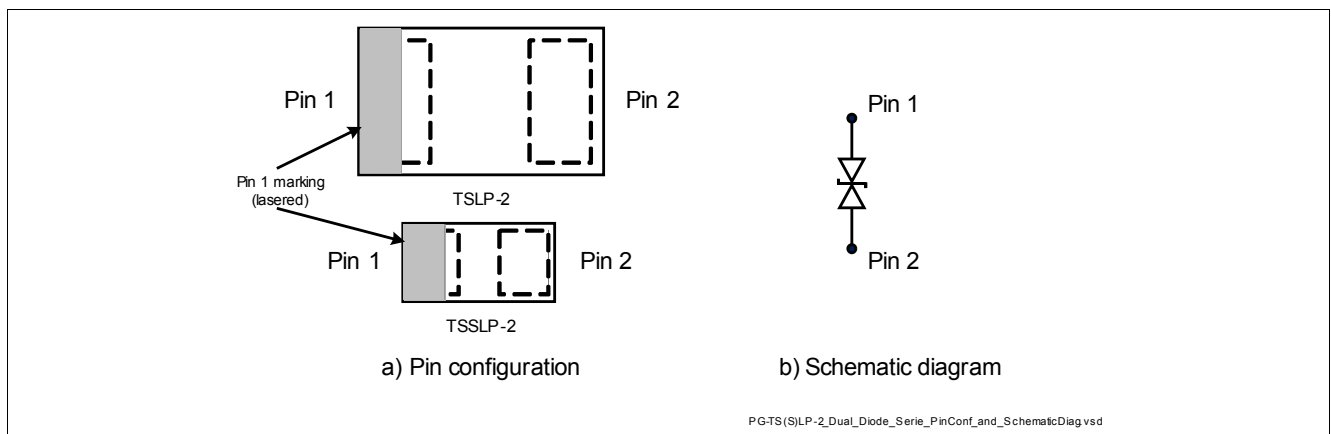 Pin 1
Pin 2
Pin 1 marking
(lasered)
TSLP-2
Pin 1
Pin 2
TSSLP-2
a) Pin configuration
Pin 1
Pin 2
b) Schematic diagram
PG-TS(S)LP-2_Dual_Diode_Serie_PinConf_and_SchematicDiag.vsd